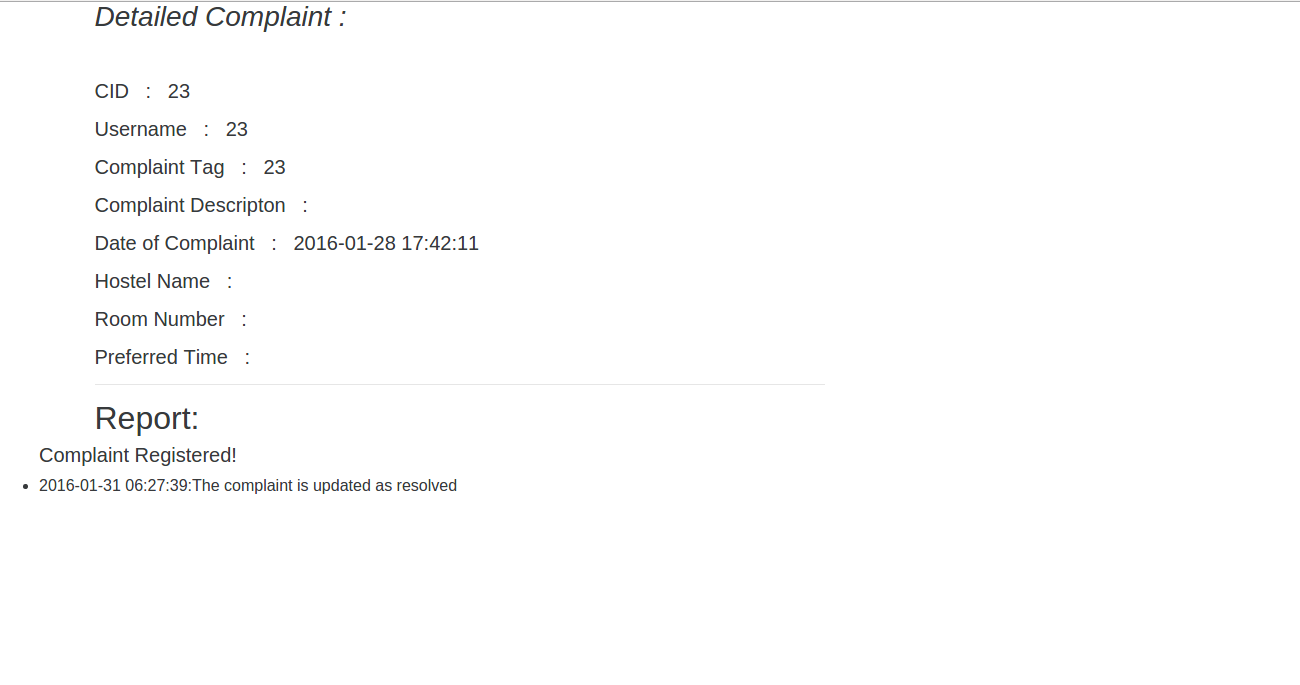 Detailed Complaint :
CID : 23
Username : 23
Complaint Tag : 23
Complaint Descripton :
Date of Complaint : 2016-01-28 17:42:11
Hostel Name :
Room Number :
Preferred Time :
Report:
Complaint Registered!
• 2016-01-31 06:27:39:The complaint is updated as resolved